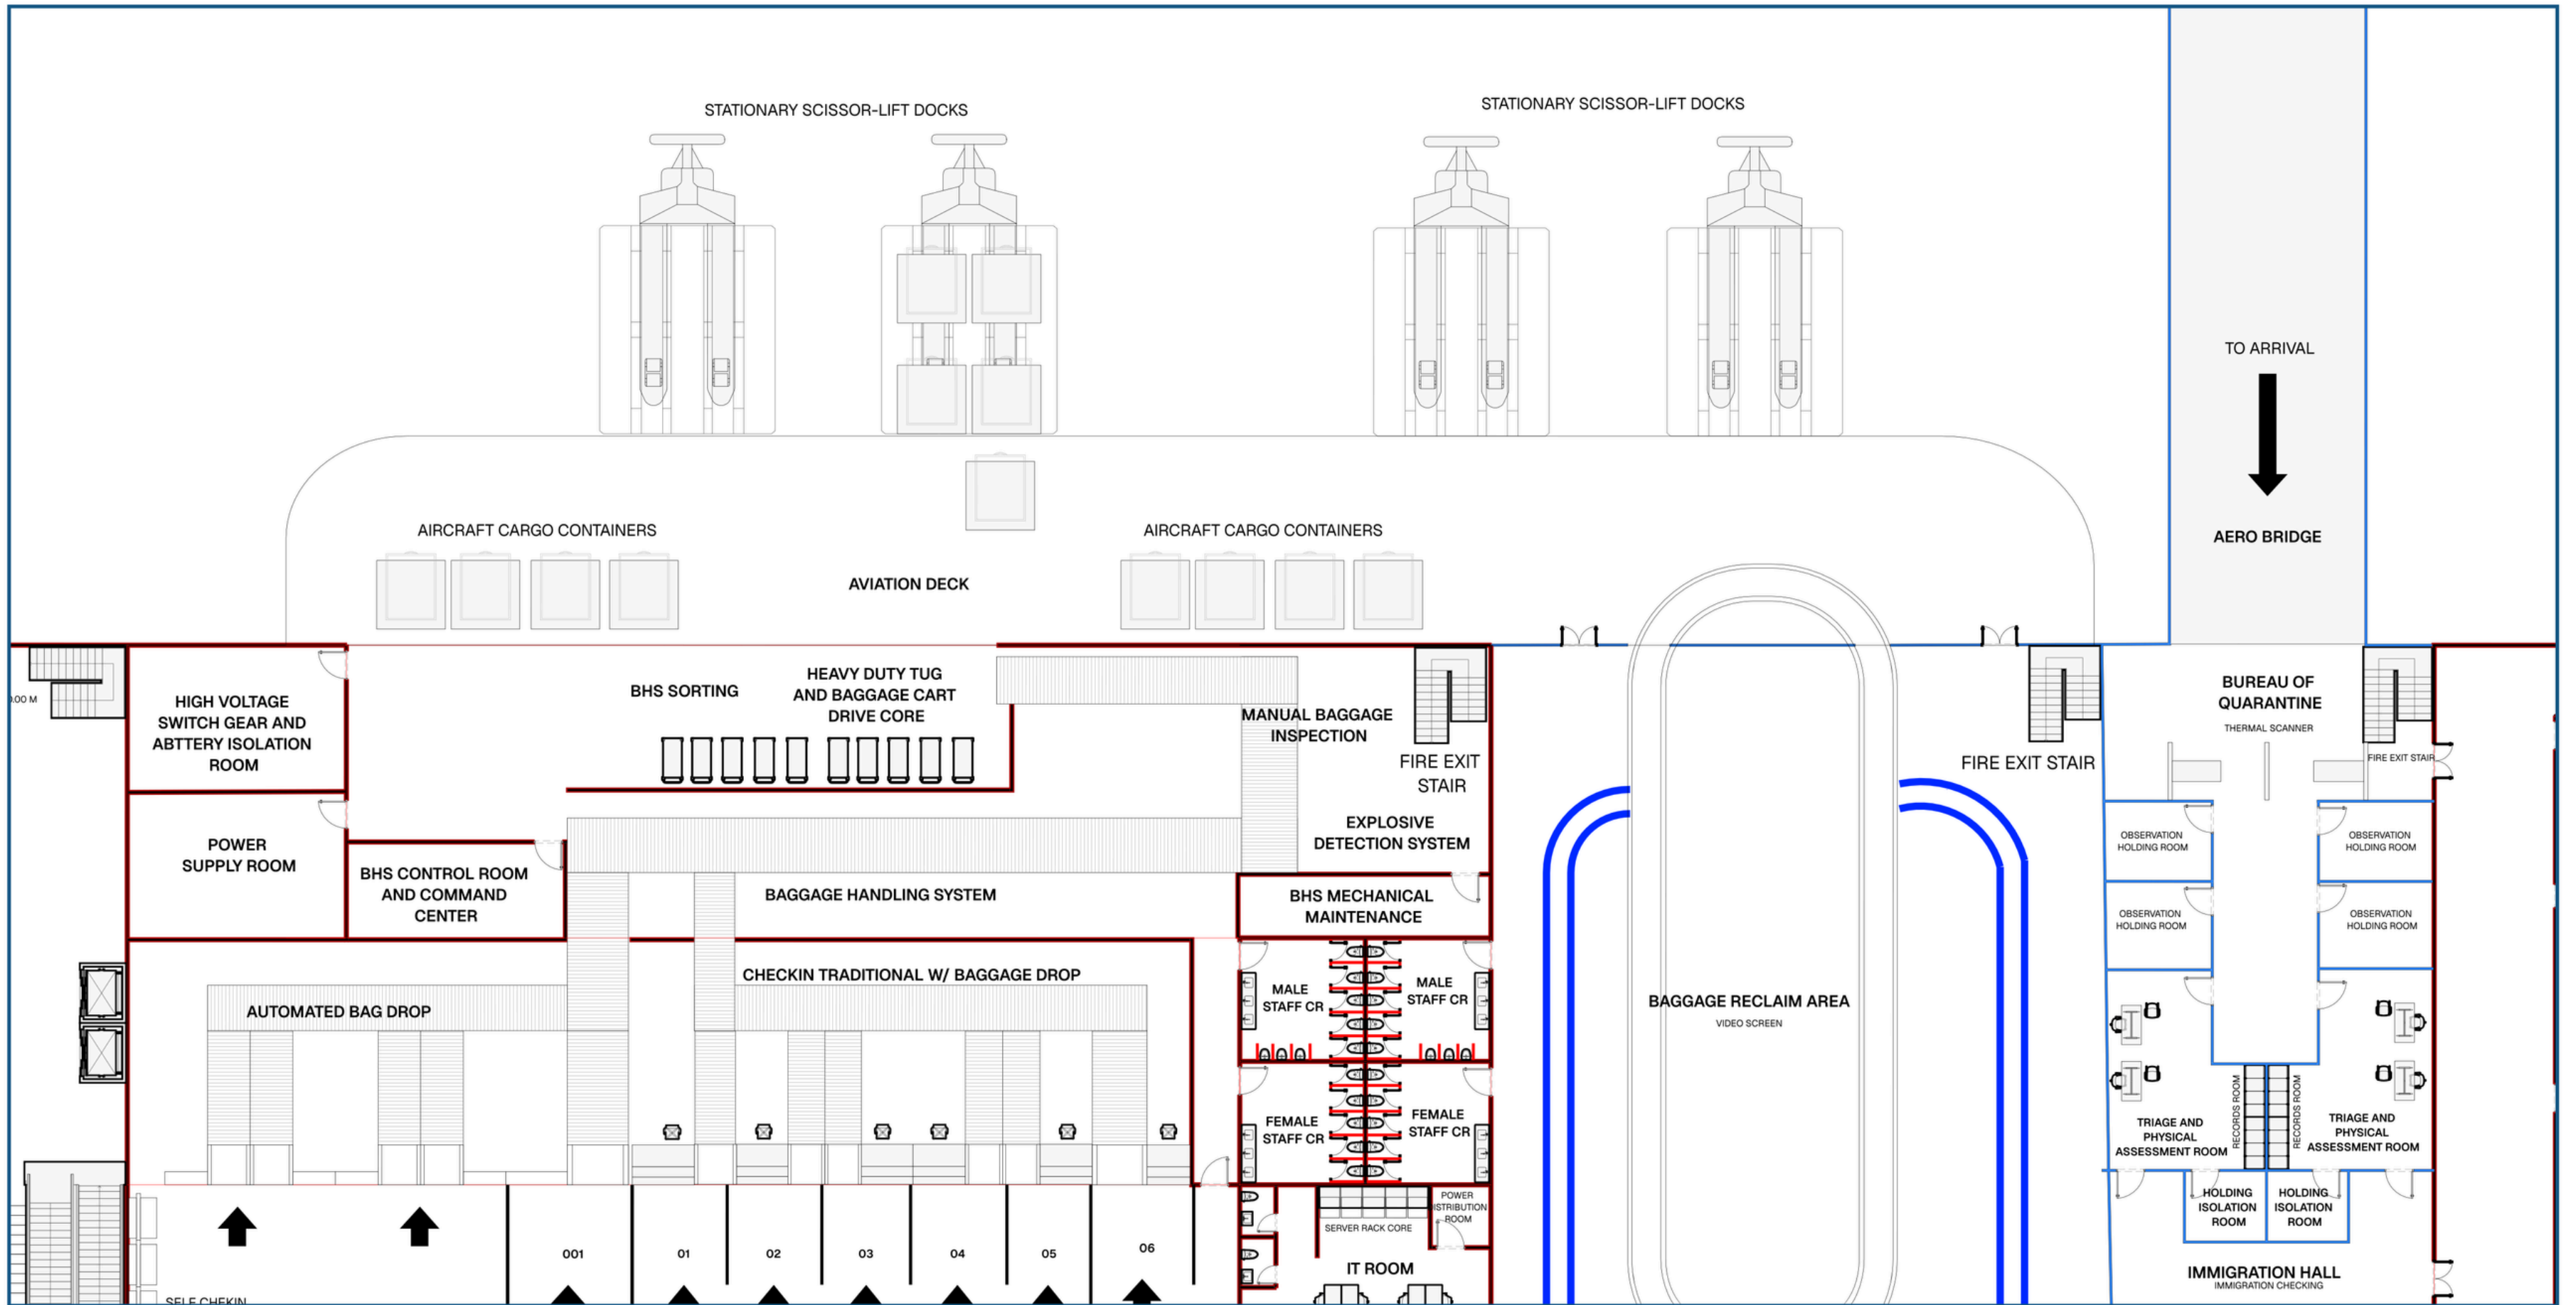 STATIONARY SCISSOR-LIFT DOCKS
STATIONARY SCISSOR-LIFT DOCKS
TO ARRIVAL
AIRCRAFT CARGO CONTAINERS
AIRCRAFT CARGO CONTAINERS
AERO BRIDGE
AVIATION DECK
.00 M
HIGH VOLTAGE
SWITCH GEAR AND
ABTTERY ISOLATION
ROOM
BHS SORTING
HEAVY DUTY TUG
AND BAGGAGE CART
DRIVE CORE
MANUAL BAGGAGE
INSPECTION
FIRE EXIT
STAIR
FIRE EXIT STAIR
BUREAU OF
QUARANTINE
THERMAL SCANNER
FIRE EXIT STAIR
POWER
SUPPLY ROOM
BHS CONTROL ROOM
AND COMMAND
CENTER
BAGGAGE HANDLING SYSTEM
EXPLOSIVE
DETECTION SYSTEM
BHS MECHANICAL
MAINTENANCE
OBSERVATION
HOLDING ROOM
OBSERVATION
HOLDING ROOM
OBSERVATION
HOLDING ROOM
OBSERVATION
HOLDING ROOM
AUTOMATED BAG DROP
CHECKIN TRADITIONAL W/ BAGGAGE DROP
MALE
STAFF CR
MALE
STAFF CR
BAGGAGE RECLAIM AREA
VIDEO SCREEN
FEMALE
STAFF CR
FEMALE
STAFF CR
TRIAGE AND
PHYSICAL
ASSESSMENT ROOM
RECORDS ROOM
RECORDS ROOM
TRIAGE AND
PHYSICAL
ASSESSMENT ROOM
HOLDING
ISOLATION
ROOM
HOLDING
ISOLATION
ROOM
SERVER RACK CORE
POWER
DISTRIBUTION
ROOM
001
01
02
03
04
05
06
IT ROOM
IMMIGRATION HALL
IMMIGRATION CHECKING
SELF CHEKIN